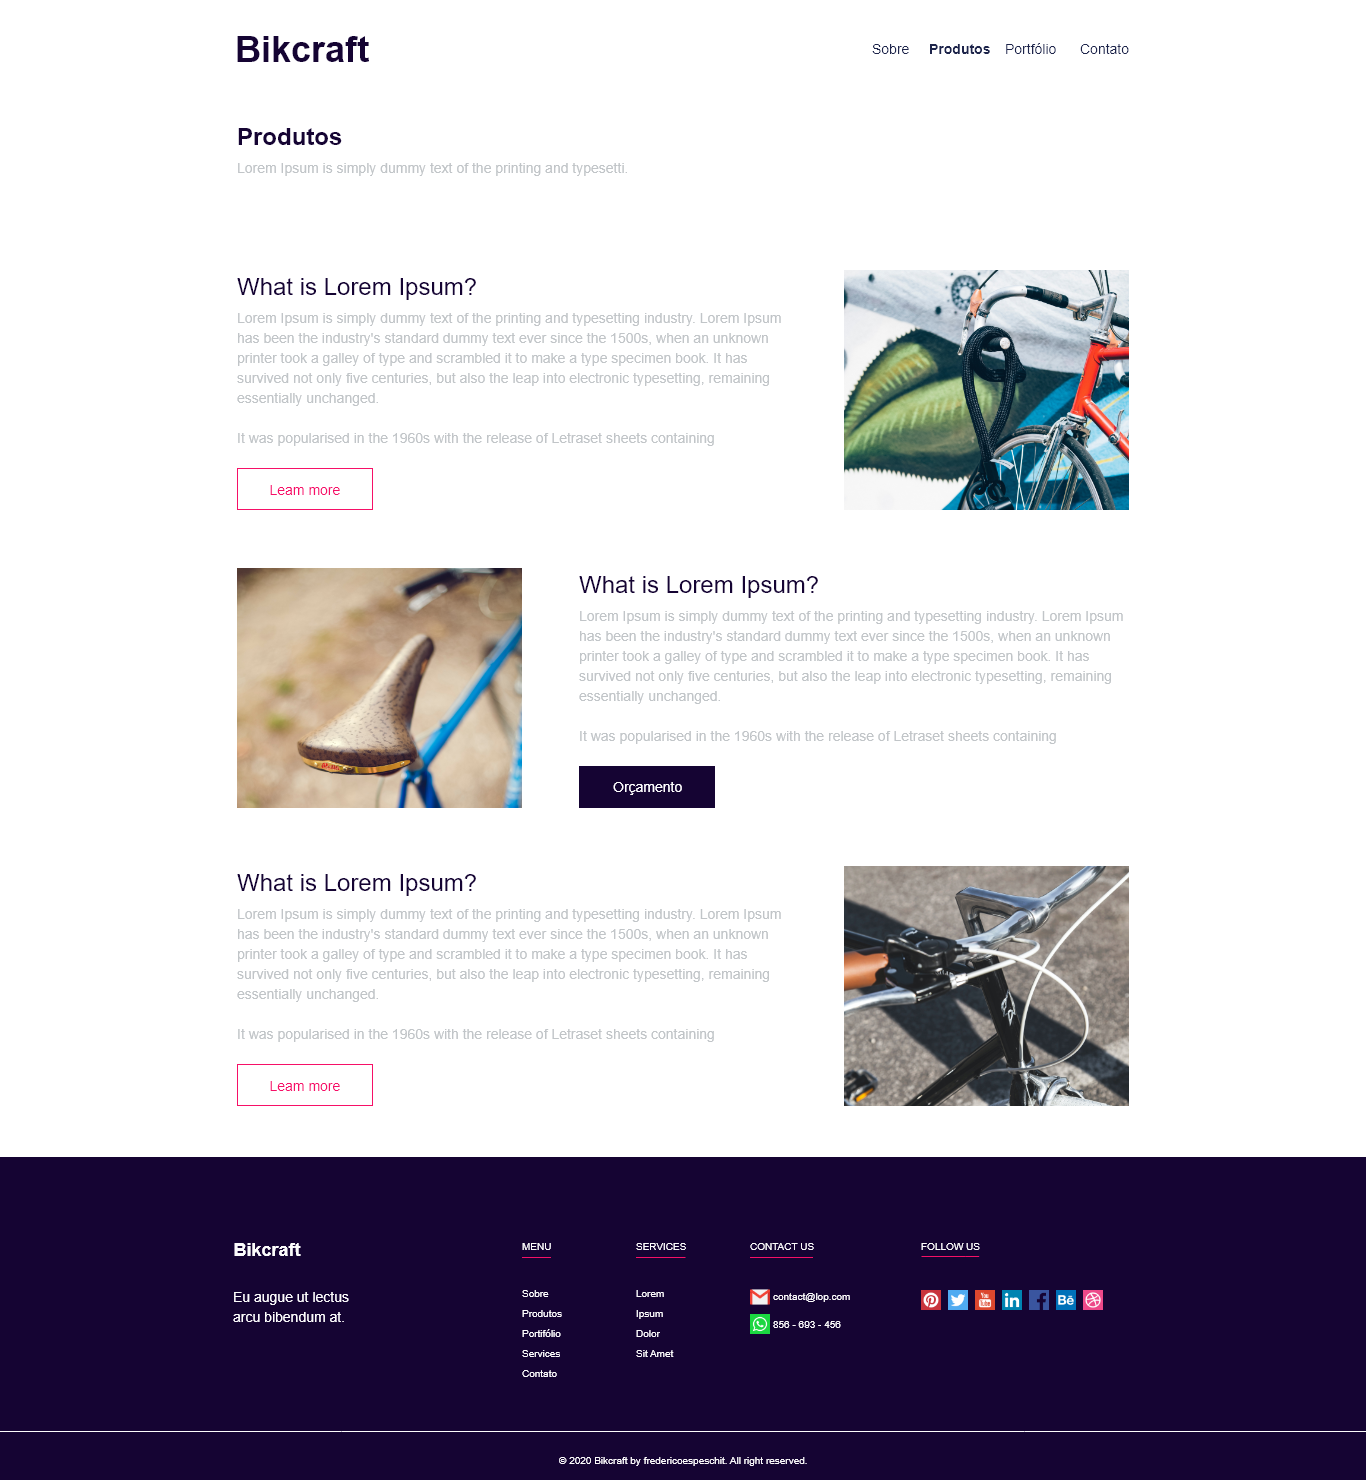 Bikcraft
Sobre Produtos Portfólio Contato
Produtos
Lorem Ipsum is simply dummy text of the printing and typesetti.
What is Lorem Ipsum?
Lorem Ipsum is simply dummy text of the printing and typesetting industry. Lorem Ipsum
has been the industry's standard dummy text ever since the 1500s, when an unknown
printer took a galley of type and scrambled it to make a type specimen book. It has
survived not only five centuries, but also the leap into electronic typesetting, remaining
essentially unchanged.
It was popularised in the 1960s with the release of Letraset sheets containing
Leam more
What is Lorem Ipsum?
Lorem Ipsum is simply dummy text of the printing and typesetting industry. Lorem Ipsum
has been the industry's standard dummy text ever since the 1500s, when an unknown
printer took a galley of type and scrambled it to make a type specimen book. It has
survived not only five centuries, but also the leap into electronic typesetting, remaining
essentially unchanged.
It was popularised in the 1960s with the release of Letraset sheets containing
Orçamento
What is Lorem Ipsum?
Lorem Ipsum is simply dummy text of the printing and typesetting industry. Lorem Ipsum
has been the industry's standard dummy text ever since the 1500s, when an unknown
printer took a galley of type and scrambled it to make a type specimen book. It has
survived not only five centuries, but also the leap into electronic typesetting, remaining
essentially unchanged.
It was popularised in the 1960s with the release of Letraset sheets containing
Leam more
Bikcraft
Eu augue ut lectus
arcu bibendum at.
MENU
Sobre
Produtos
Portifólio
Services
Contato
SERVICES
Lorem
Ipsum
Dolor
Sit Amet
CONTACT US
contact@lop.com
856 - 693 - 456
FOLLOW US
You Tube in f Bē
© 2020 Bikcraft by fredericoespeschit. All right reserved.